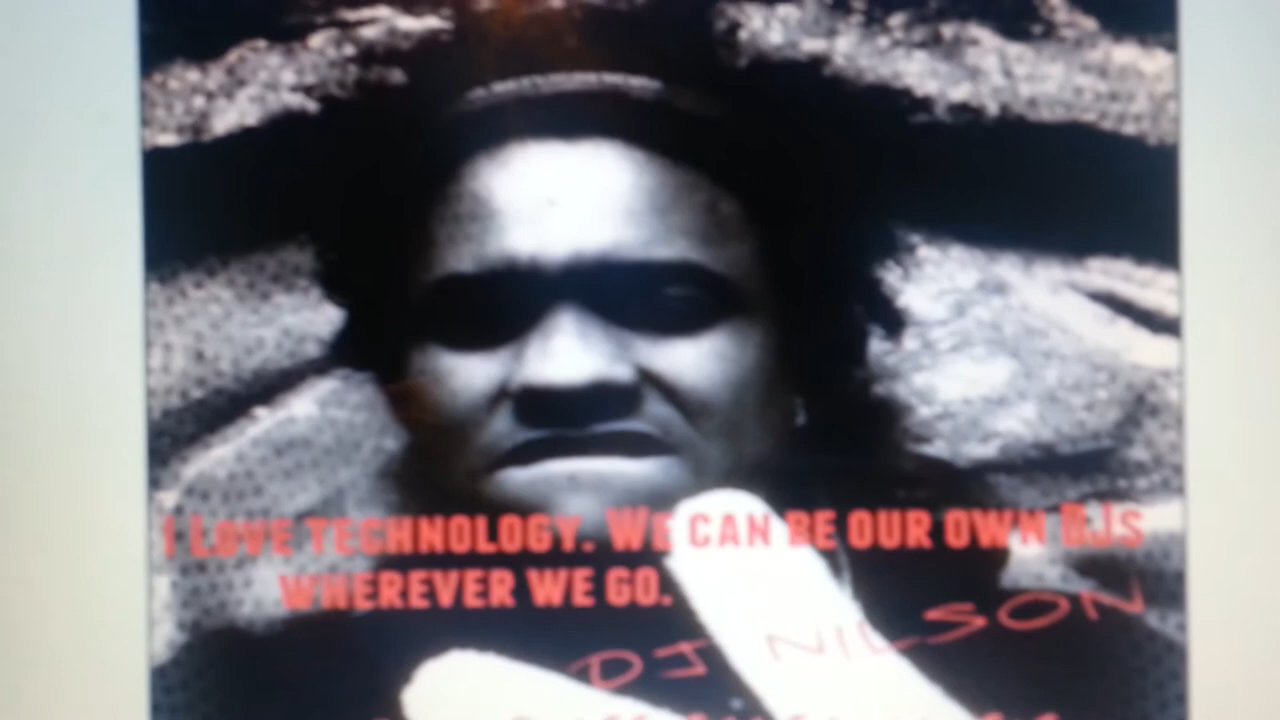 I LOVE TECHNOLOGY. WE CAN BE OUR OWN DJS
WHEREVER WE GO.
DJ NILSON